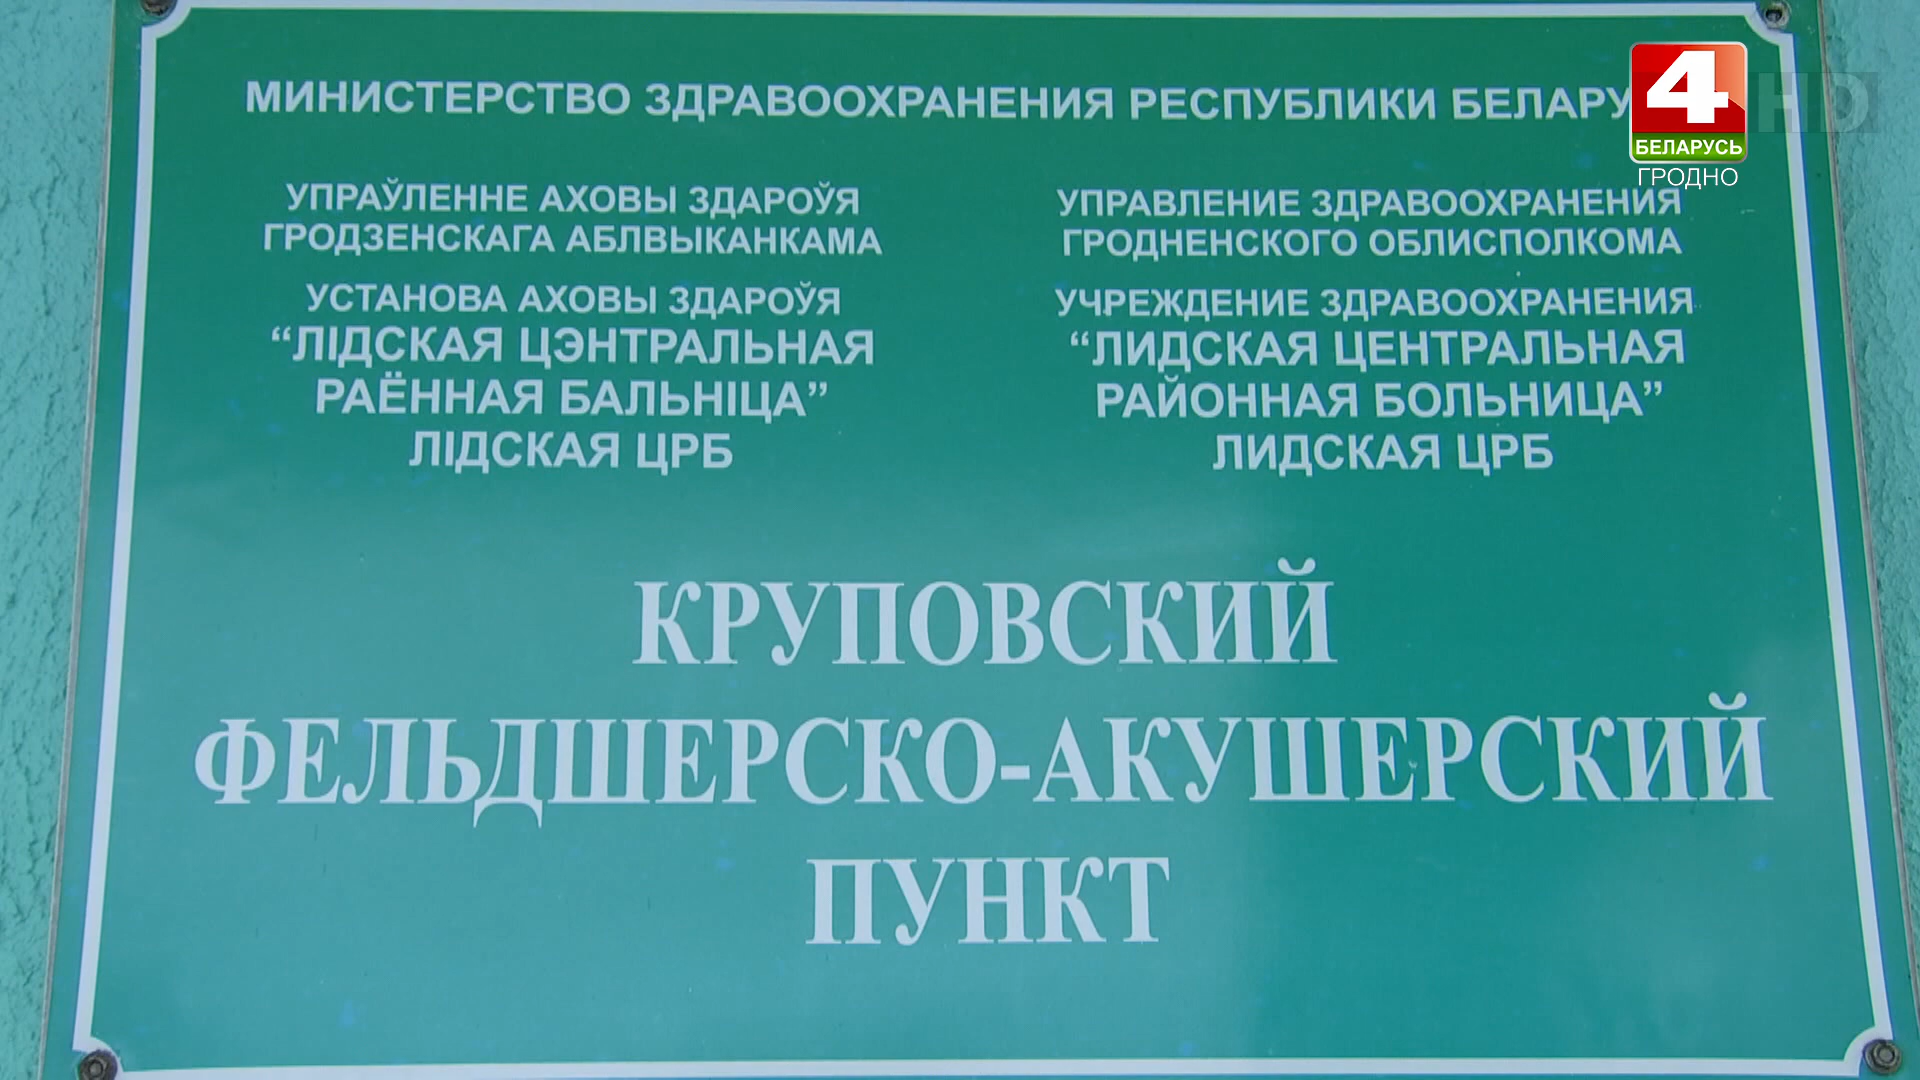 МИНИСТЕРСТВО ЗДРАВООХРАНЕНИЯ РЕСПУБЛИКИ
4 HD
БЕЛАРУСЬ
ГРОДНО
УПРАЎЛЕННЕ АХОВЫ ЗДАРОЎЯ
ГРОДЗЕНСКАГА АБЛВЫКАНКАМА
УСТАНОВА АХОВЫ ЗДАРОЎЯ
“ЛІДСКАЯ ЦЭНТРАЛЬНАЯ
РАЁННАЯ БАЛЬНІЦА”
ЛІДСКАЯ ЦРБ
УПРАВЛЕНИЕ ЗДРАВООХРАНЕНИЯ
ГРОДНЕНСКОГО ОБЛИСПОЛКОМА
УЧРЕЖДЕНИЕ ЗДРАВООХРАНЕНИЯ
“ЛИДСКАЯ ЦЕНТРАЛЬНАЯ
РАЙОННАЯ БОЛЬНИЦА”
ЛИДСКАЯ ЦРБ
КРУПОВСКИЙ
ФЕЛЬДШЕРСКО-АКУШЕРСКИЙ
ПУНКТ